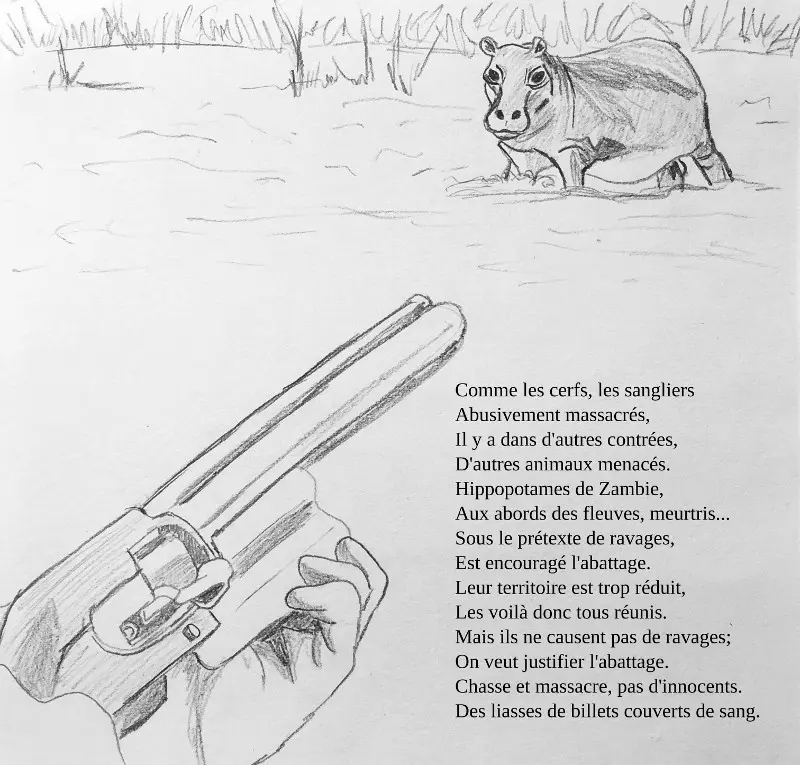 Comme les cerfs, les sangliers
Abusivement massacrés,
Il y a dans d'autres contrées,
D'autres animaux menacés.
Hippopotames de Zambie,
Aux abords des fleuves, meurtris...
Sous le prétexte de ravages,
Est encouragé l'abattage.
Leur territoire est trop réduit,
Les voilà donc tous réunis.
Mais ils ne causent pas de ravages;
On veut justifier l'abattage.
Chasse et massacre, pas d'innocents.
Des liasses de billets couverts de sang.